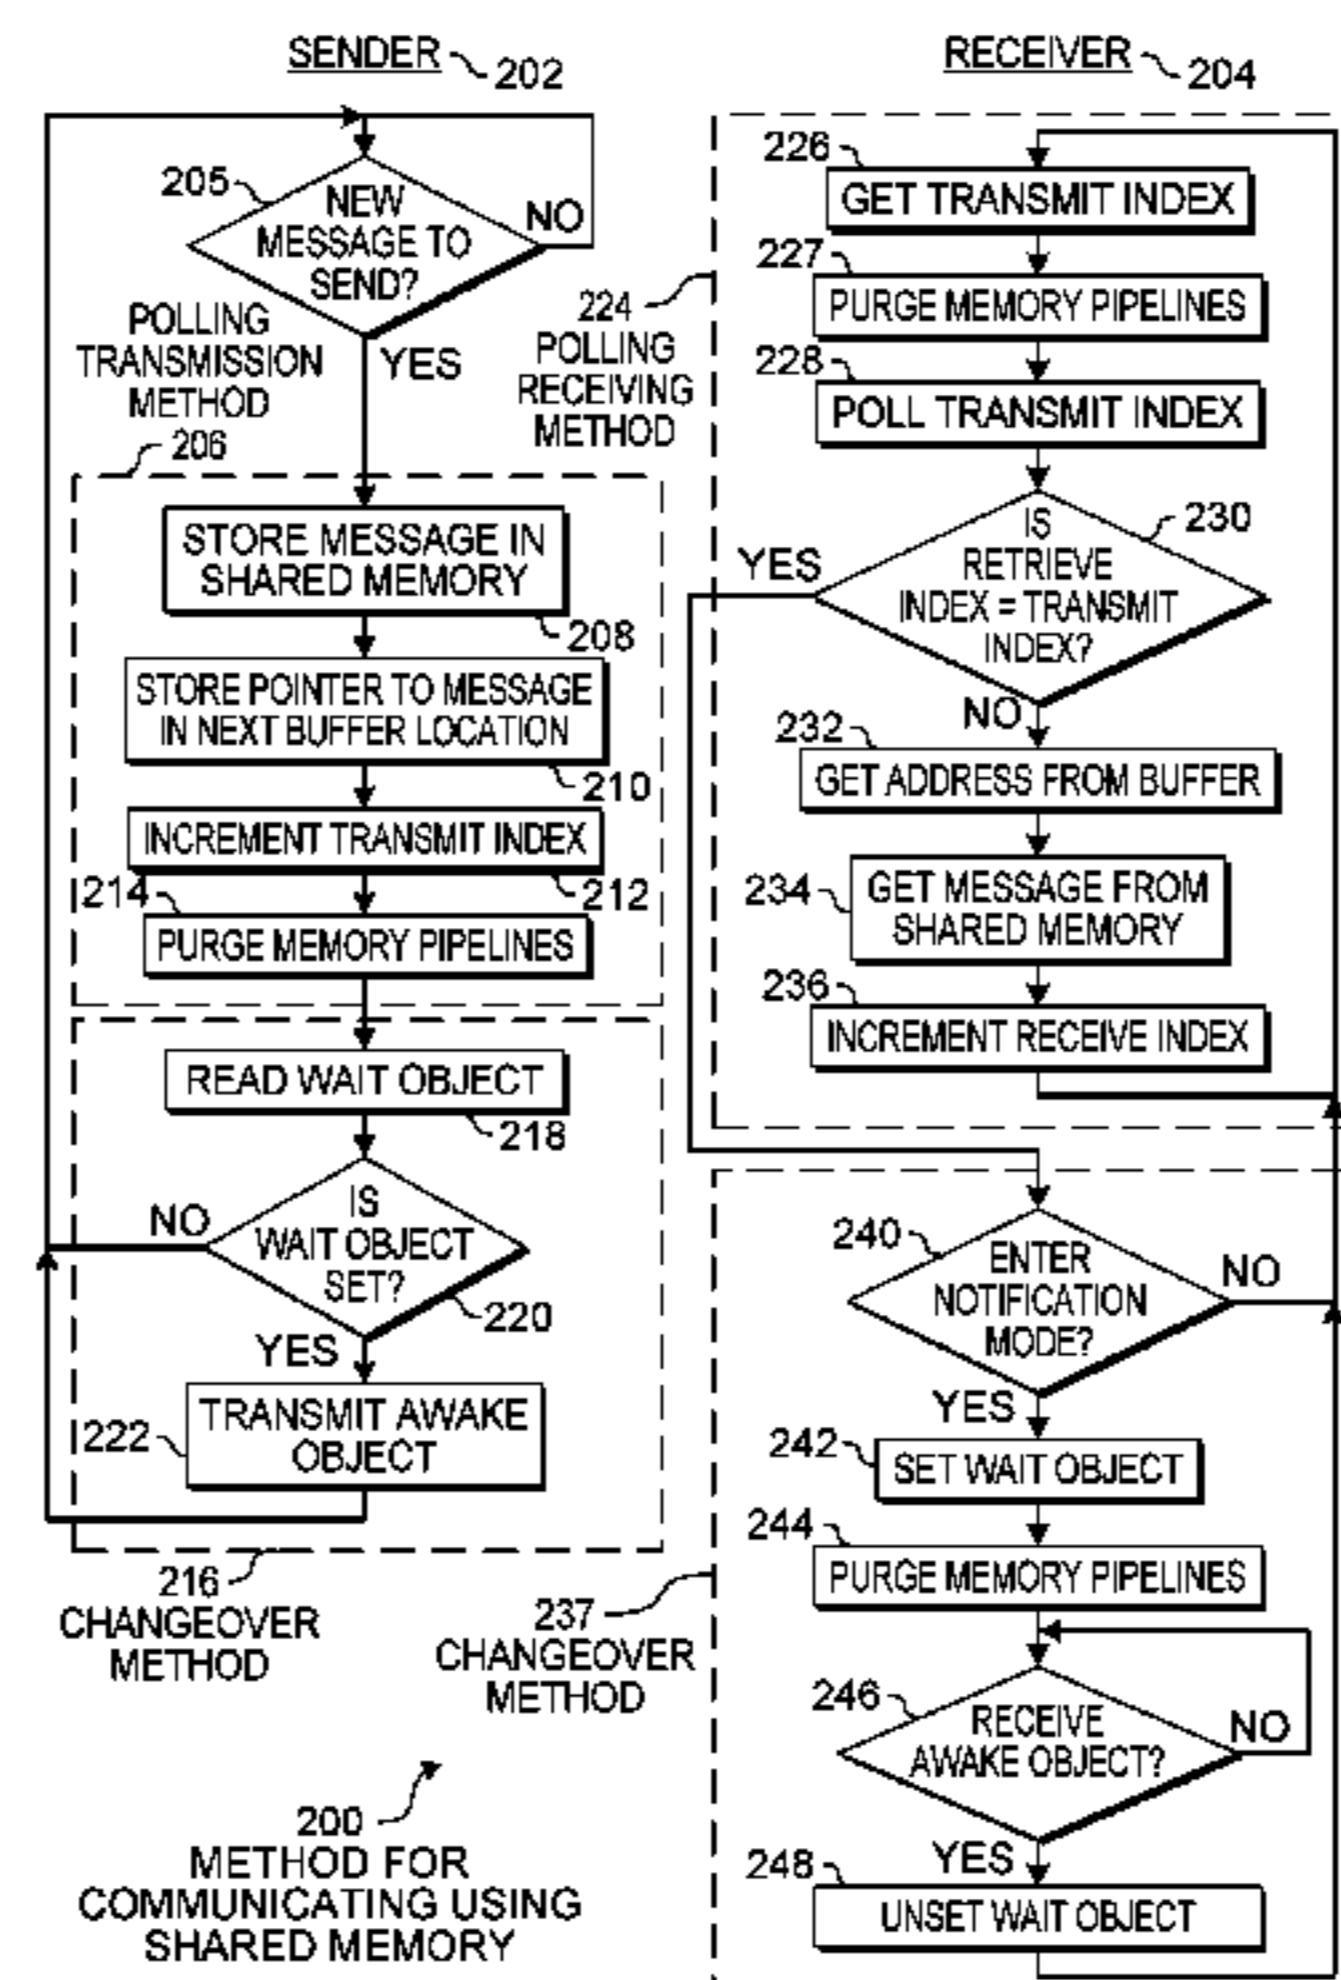 SENDER 202
205
NEW
MESSAGE TO
SEND?
NO
YES
POLLING
TRANSMISSION
METHOD
206
STORE MESSAGE IN
SHARED MEMORY
208
STORE POINTER TO MESSAGE
IN NEXT BUFFER LOCATION
210
INCREMENT TRANSMIT INDEX
212
214
PURGE MEMORY PIPELINES
READ WAIT OBJECT
218
IS
WAIT OBJECT
SET?
NO
220
YES
222
TRANSMIT AWAKE
OBJECT
216
CHANGEOVER
METHOD
200
METHOD FOR
COMMUNICATING USING
SHARED MEMORY
RECEIVER 204
226
GET TRANSMIT INDEX
227
PURGE MEMORY PIPELINES
224
POLLING
RECEIVING
METHOD
228
POLL TRANSMIT INDEX
230
IS
RETRIEVE
INDEX = TRANSMIT
INDEX?
YES
NO
232
GET ADDRESS FROM BUFFER
234
GET MESSAGE FROM
SHARED MEMORY
236
INCREMENT RECEIVE INDEX
240
ENTER
NOTIFICATION
MODE?
NO
YES
242
SET WAIT OBJECT
244
PURGE MEMORY PIPELINES
237
CHANGEOVER
METHOD
246
RECEIVE
AWAKE OBJECT?
NO
YES
248
UNSET WAIT OBJECT